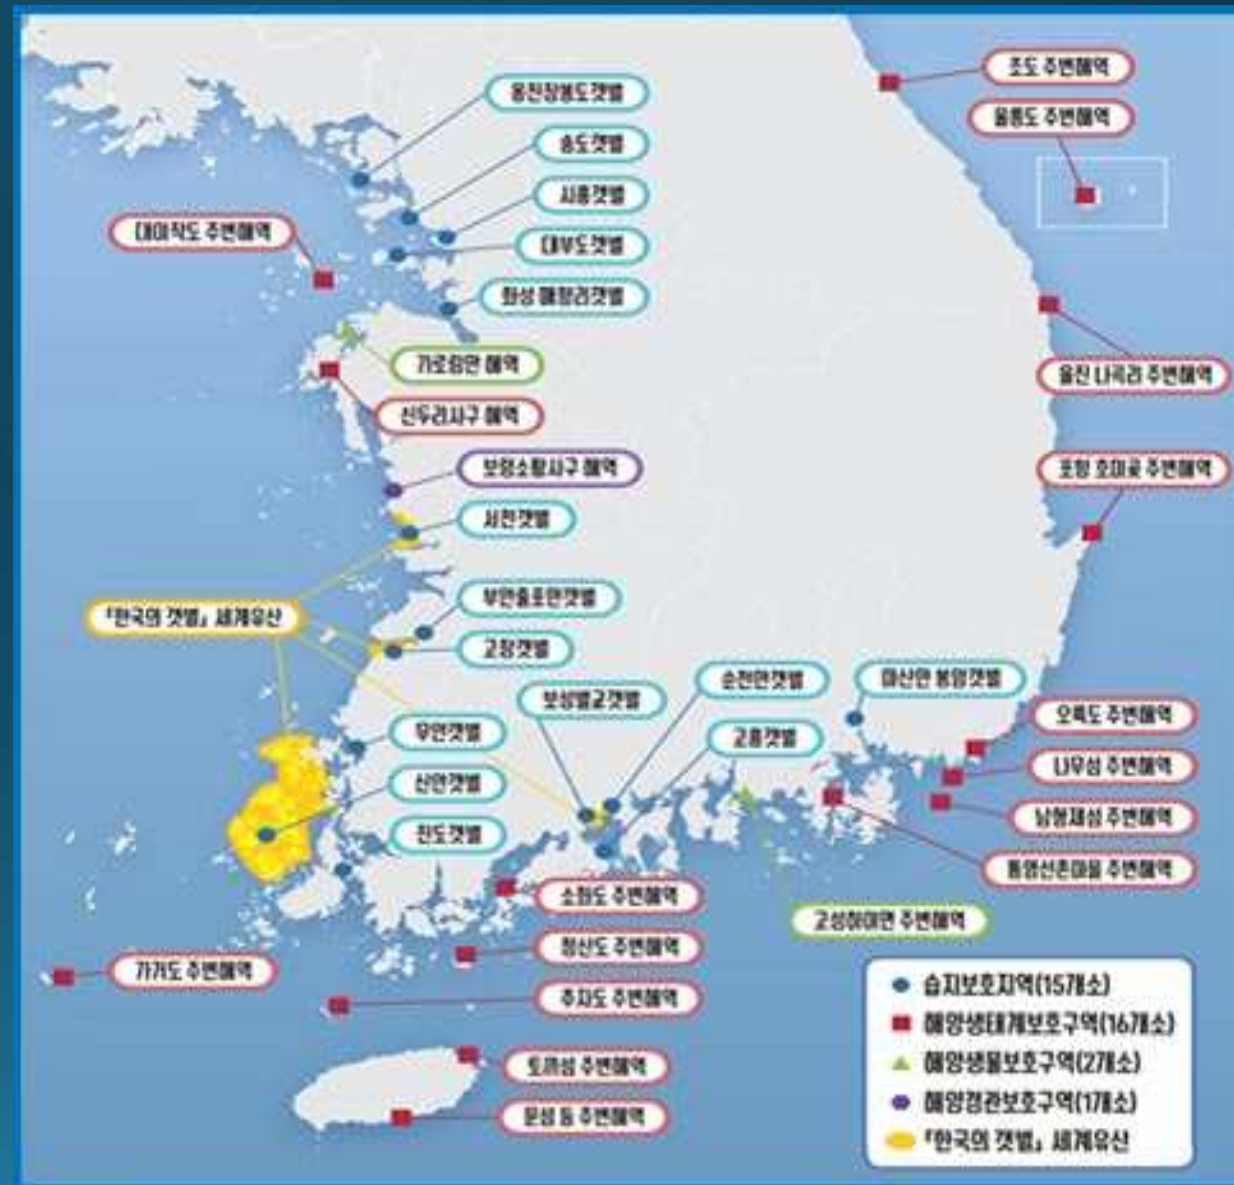 옹진장봉도갯벌
송도갯벌
시흥갯벌
대부도갯벌
화성 매향리갯벌
대이작도 주변해역
가로림만 해역
신두리사구 해역
보령소황사구 해역
서천갯벌
「한국의 갯벌」 세계유산
부안줄포만갯벌
고창갯벌
무안갯벌
신안갯벌
진도갯벌
보성벌교갯벌
순천만갯벌
고흥갯벌
마산만 봉암갯벌
조도 주변해역
울릉도 주변해역
울진 나곡리 주변해역
포항 호미곶 주변해역
오륙도 주변해역
나무섬 주변해역
남형제섬 주변해역
통영선촌마을 주변해역
고성하이면 주변해역
소화도 주변해역
청산도 주변해역
가거도 주변해역
추자도 주변해역
토끼섬 주변해역
문섬 등 주변해역
습지보호지역(15개소)
해양생태계보호구역(16개소)
해양생물보호구역(2개소)
해양경관보호구역(1개소)
「한국의 갯벌」 세계유산